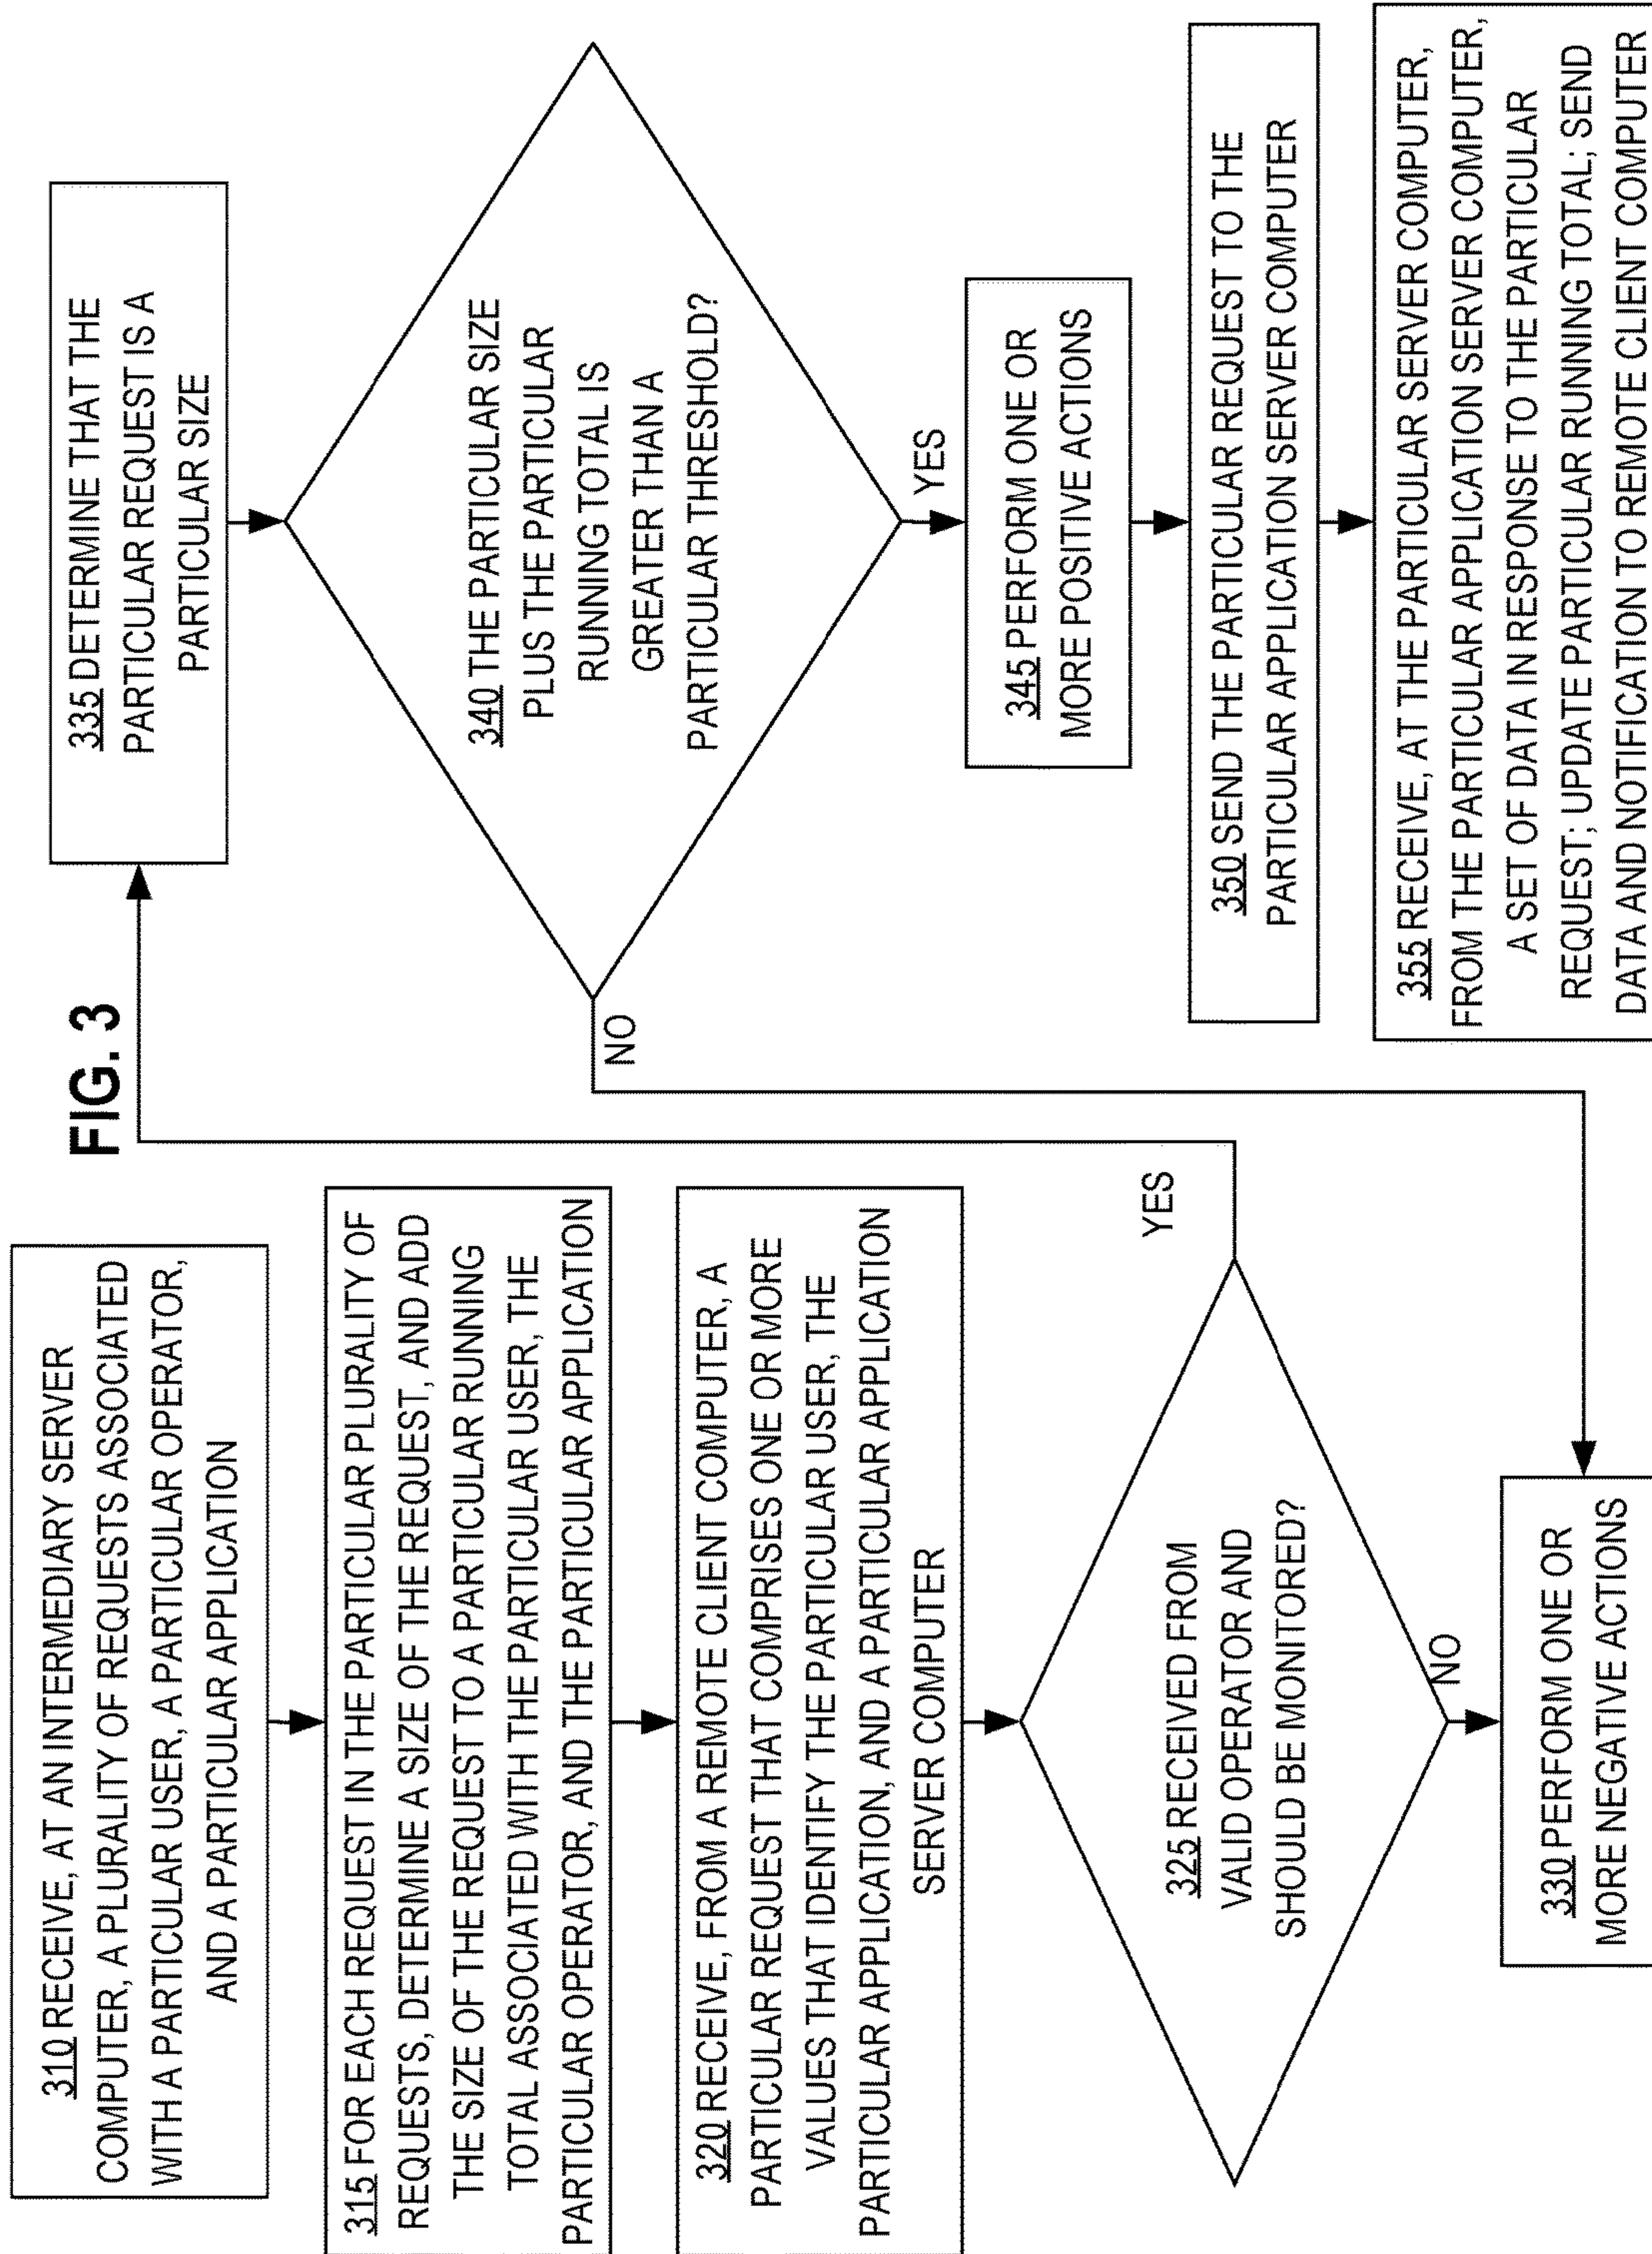 FIG. 3
310 RECEIVE, AT AN INTERMEDIARY SERVER
COMPUTER, A PLURALITY OF REQUESTS ASSOCIATED
WITH A PARTICULAR USER, A PARTICULAR OPERATOR,
AND A PARTICULAR APPLICATION
315 FOR EACH REQUEST IN THE PARTICULAR PLURALITY OF
REQUESTS, DETERMINE A SIZE OF THE REQUEST, AND ADD
THE SIZE OF THE REQUEST TO A PARTICULAR RUNNING
TOTAL ASSOCIATED WITH THE PARTICULAR USER, THE
PARTICULAR OPERATOR, AND THE PARTICULAR APPLICATION
320 RECEIVE, FROM A REMOTE CLIENT COMPUTER, A
PARTICULAR REQUEST THAT COMPRISES ONE OR MORE
VALUES THAT IDENTIFY THE PARTICULAR USER, THE
PARTICULAR APPLICATION, AND A PARTICULAR APPLICATION
SERVER COMPUTER
325 RECEIVED FROM
VALID OPERATOR AND
SHOULD BE MONITORED?
YES
NO
330 PERFORM ONE OR
MORE NEGATIVE ACTIONS
335 DETERMINE THAT THE
PARTICULAR REQUEST IS A
PARTICULAR SIZE
340 THE PARTICULAR SIZE
PLUS THE PARTICULAR
RUNNING TOTAL IS
GREATER THAN A
PARTICULAR THRESHOLD?
NO
YES
345 PERFORM ONE OR
MORE POSITIVE ACTIONS
350 SEND THE PARTICULAR REQUEST TO THE
PARTICULAR APPLICATION SERVER COMPUTER
355 RECEIVE, AT THE PARTICULAR SERVER COMPUTER,
FROM THE PARTICULAR APPLICATION SERVER COMPUTER,
A SET OF DATA IN RESPONSE TO THE PARTICULAR
REQUEST; UPDATE PARTICULAR RUNNING TOTAL; SEND
DATA AND NOTIFICATION TO REMOTE CLIENT COMPUTER